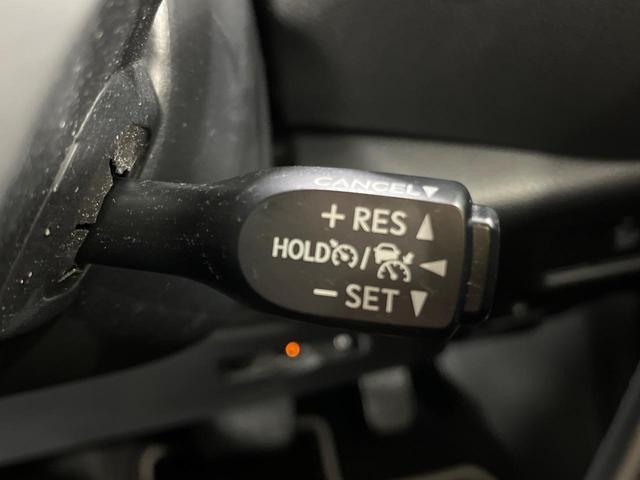 CANCEL
+ RES
HOLD /
− SET